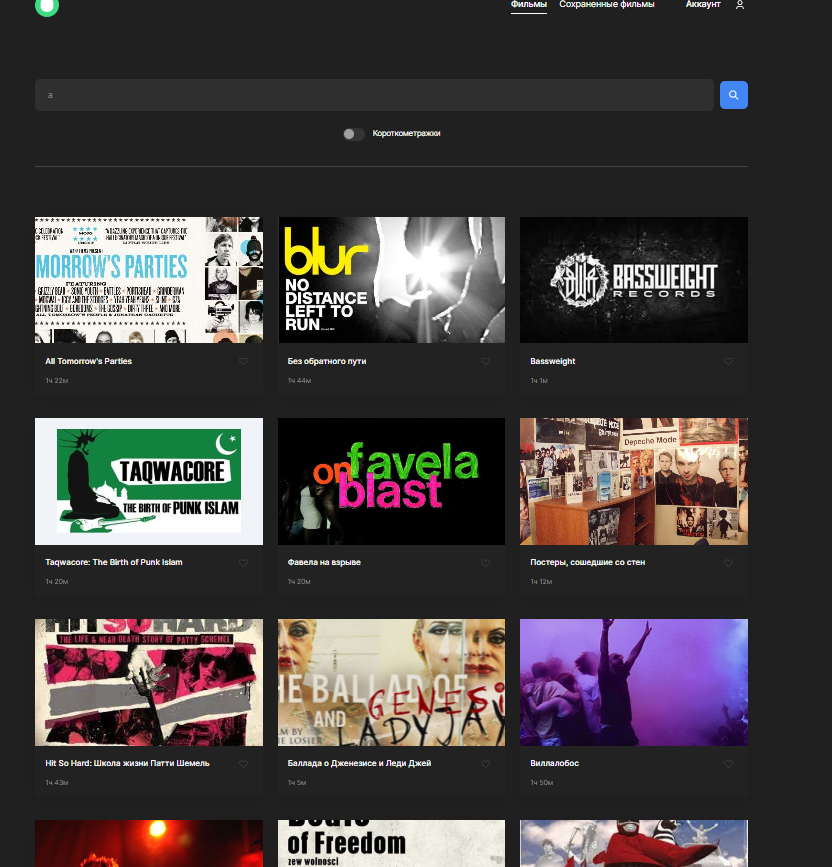 Фильмы Сохраненные фильмы Аккаунт
а
Короткометражки
MORROW'S PARTIES
FEATURING
All Tomorrow's Parties
1ч 22м
blur
NO
DISTANCE
LEFT TO
RUN
Без обратного пути
1ч 44м
BASSWEIGHT
RECORDS
Bassweight
1ч 1м
TAQWACORE
THE BIRTH OF PUNK ISLAM
Taqwacore: The Birth of Punk Islam
1ч 20м
favela
on
blast
Фавела на взрыве
1ч 20м
Depeche Mode
Постеры, сошедшие со стен
1ч 12м
HIT SO HARD
THE LIFE & NEAR DEATH STORY OF PATTY SCHEMEL
Hit So Hard: Школа жизни Патти Шемель
1ч 43м
HE BALLAD OF
GENESI
AND
LADY JAY
M BY
IE LOSIER
Баллада о Дженезисе и Леди Джей
1ч 5м
Виллалобос
1ч 50м
of Freedom
zew wolności